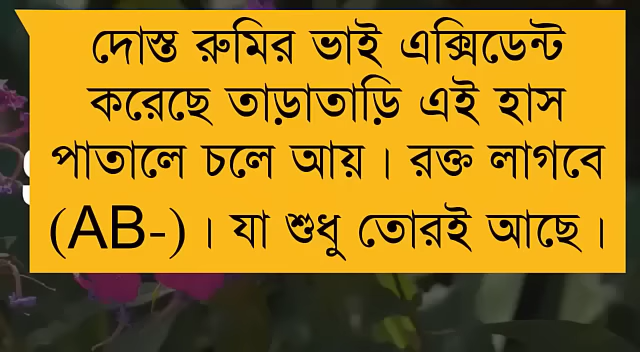 দোস্ত রুমির ভাই এক্সিডেন্ট
করেছে তাড়াতাড়ি এই হাস
পাতালে চলে আয়। রক্ত লাগবে
(AB-)। যা শুধু তোরই আছে।